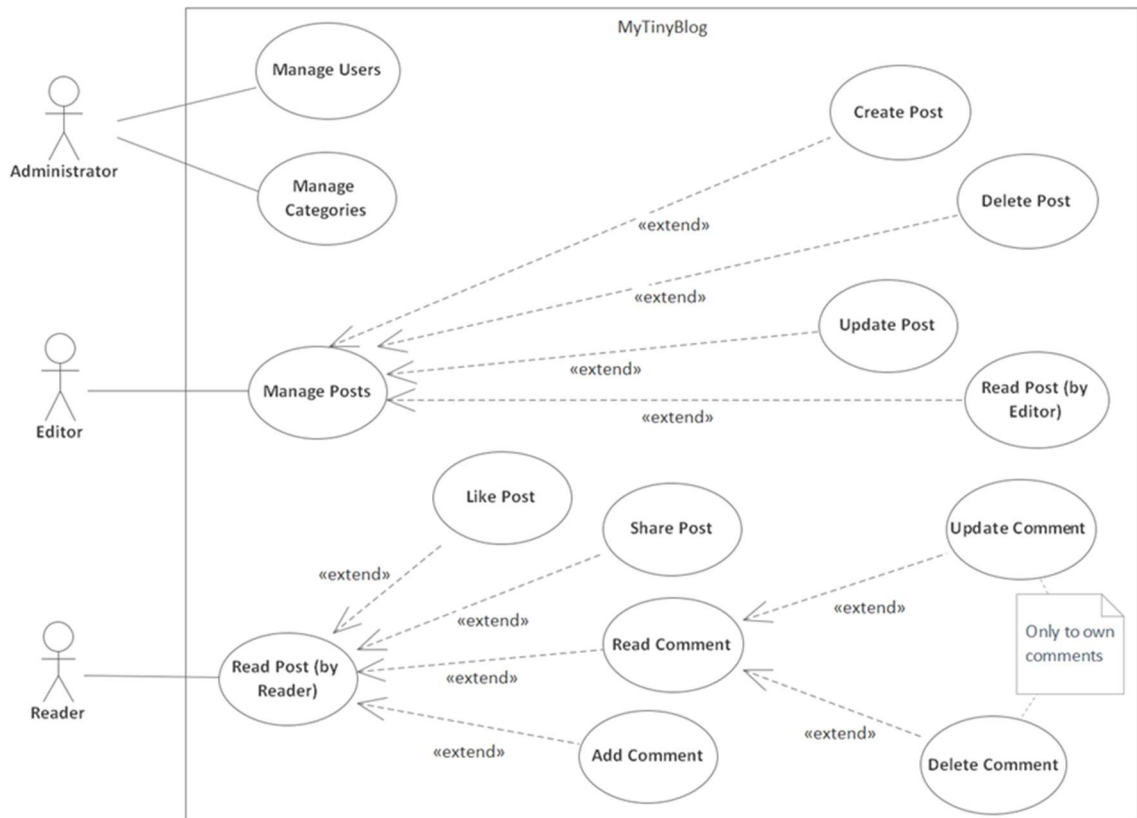 MyTinyBlog
Manage Users
Administrator
Manage
Categories
Create Post
Delete Post
«extend»
«extend»
Update Post
«extend»
Editor
Manage Posts
Read Post (by
Editor)
«extend»
Like Post
Share Post
Update Comment
«extend»
«extend»
«extend»
Only to own
comments
Reader
Read Post (by
Reader)
Read Comment
«extend»
«extend»
«extend»
Add Comment
Delete Comment